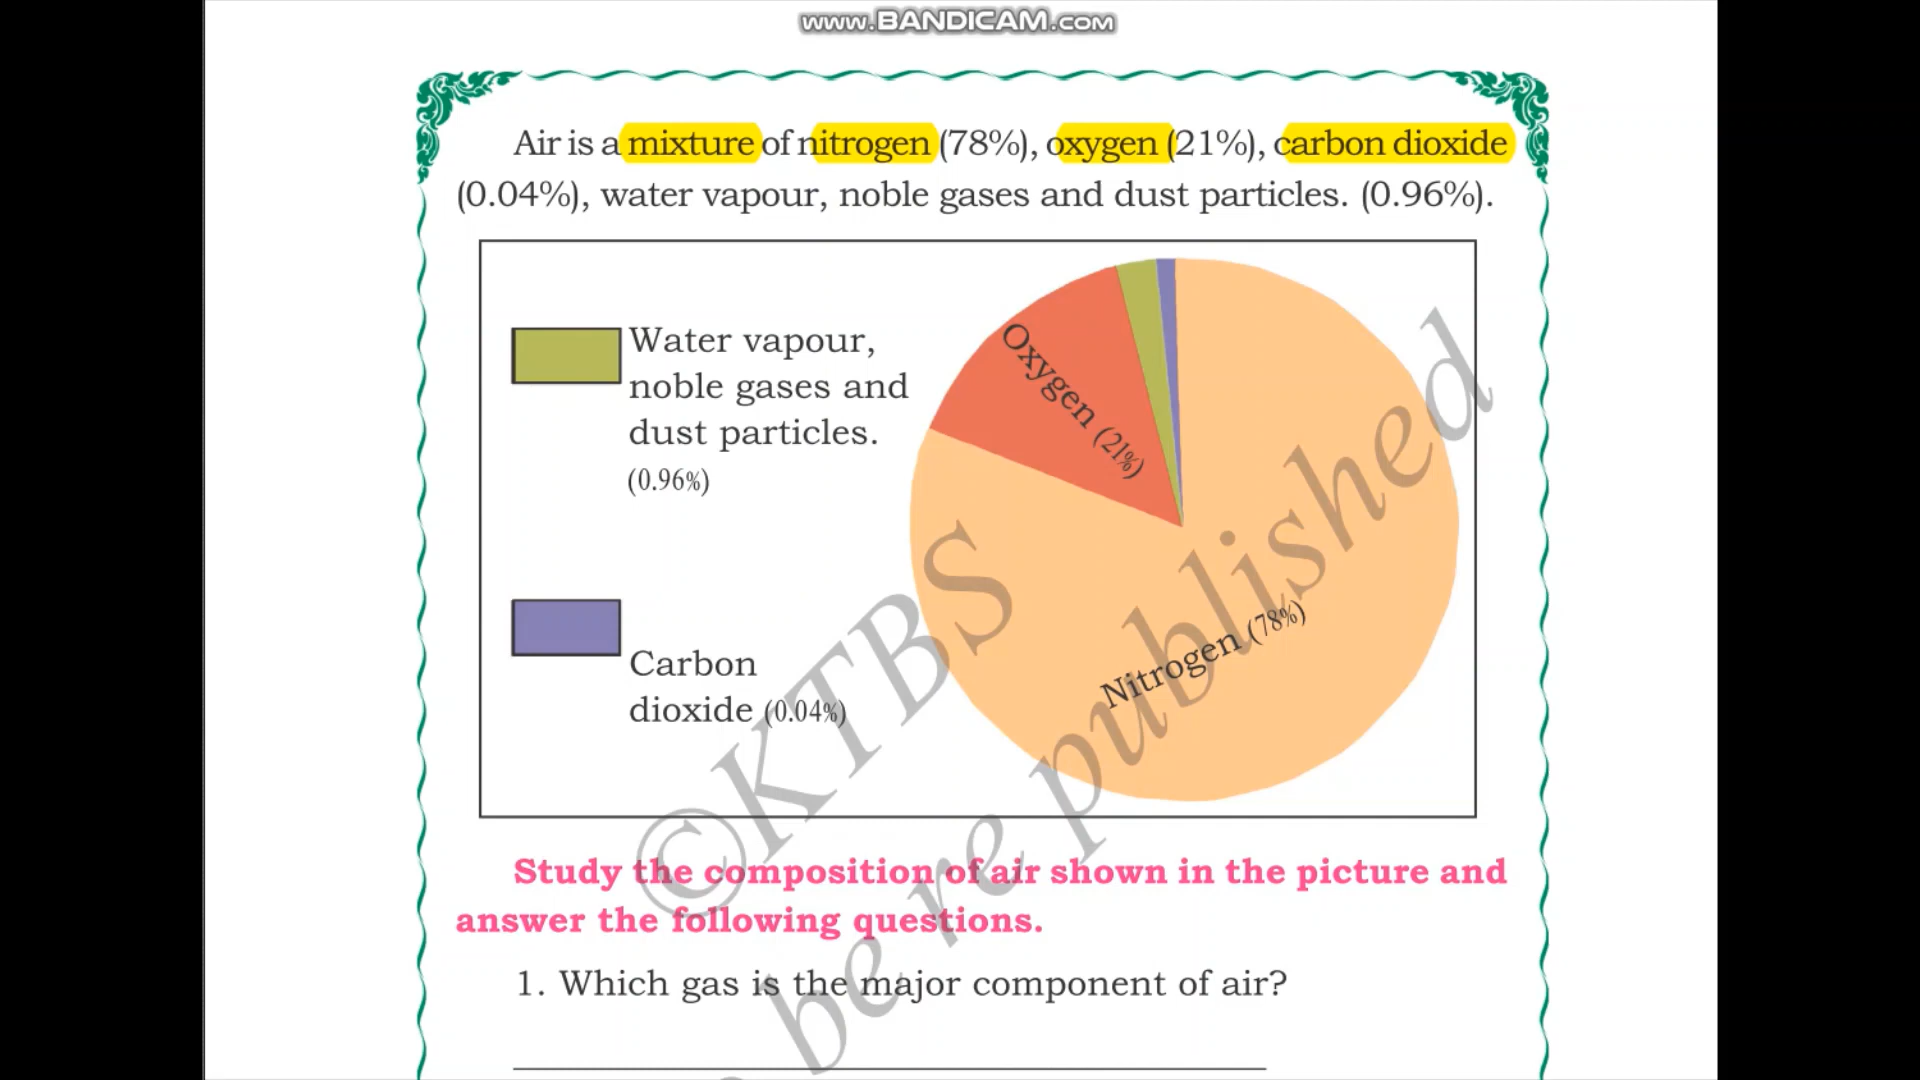 www.BANDICAM.com
Air is a mixture of nitrogen (78%), oxygen (21%), carbon dioxide
(0.04%), water vapour, noble gases and dust particles. (0.96%).
Water vapour,
noble gases and
dust particles.
(0.96%)
Carbon
dioxide (0.04%)
Oxygen (21%)
Nitrogen (78%)
©KTBS
be re published
Study the composition of air shown in the picture and
answer the following questions.
1. Which gas is the major component of air?